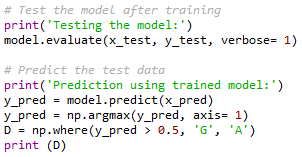 # Test the model after training
print('Testing the model:')
model.evaluate(x_test, y_test, verbose= 1)
# Predict the test data
print('Prediction using trained model:')
y_pred = model.predict(x_pred)
y_pred = np.argmax(y_pred, axis= 1)
D = np.where(y_pred > 0.5, 'G', 'A')
print (D)